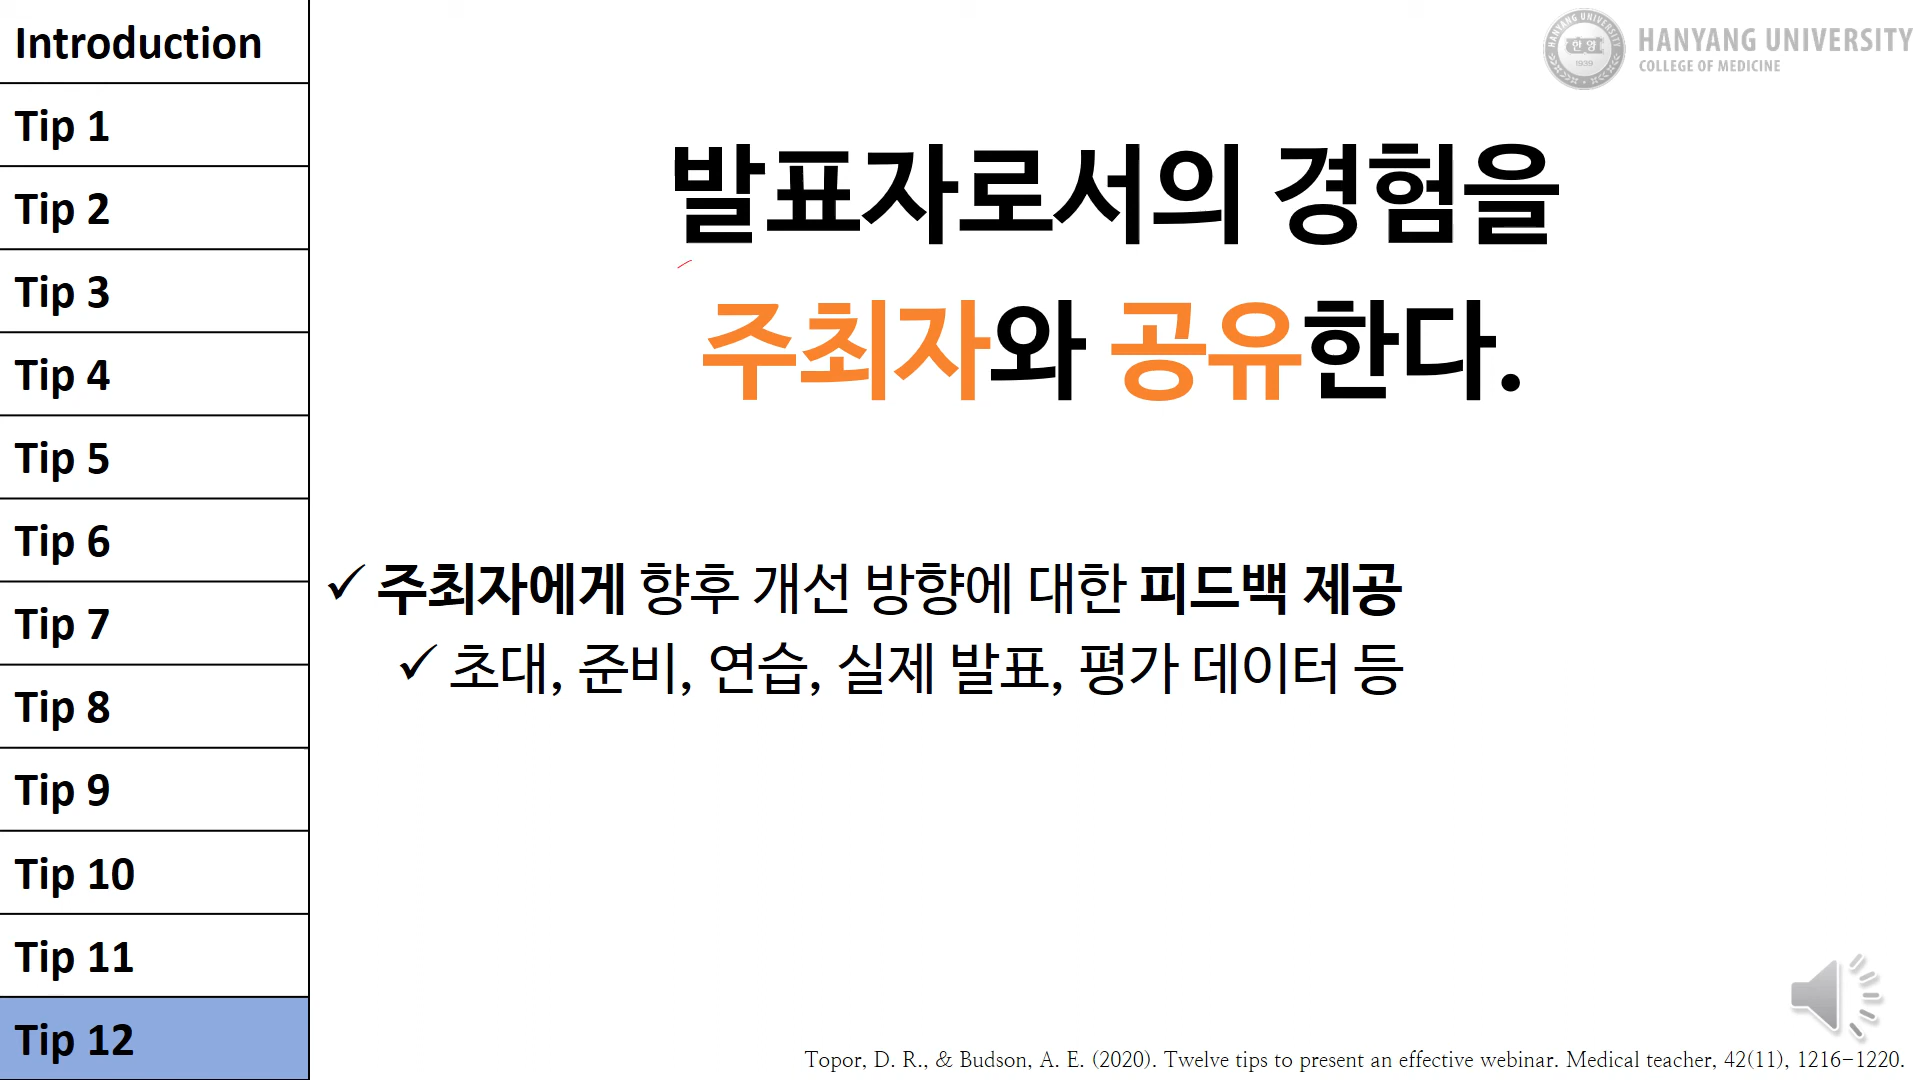 Introduction
Tip 1
Tip 2
Tip 3
Tip 4
Tip 5
Tip 6
Tip 7
Tip 8
Tip 9
Tip 10
Tip 11
Tip 12
HANYANG UNIVERSITY
COLLEGE OF MEDICINE
HANYANG UNIVERSITY
한양
1939
발표자로서의 경험을
주최자와 공유한다.
✓ 주최자에게 향후 개선 방향에 대한 피드백 제공
✓ 초대, 준비, 연습, 실제 발표, 평가 데이터 등
Topor, D. R., & Budson, A. E. (2020). Twelve tips to present an effective webinar. Medical teacher, 42(11), 1216-1220.